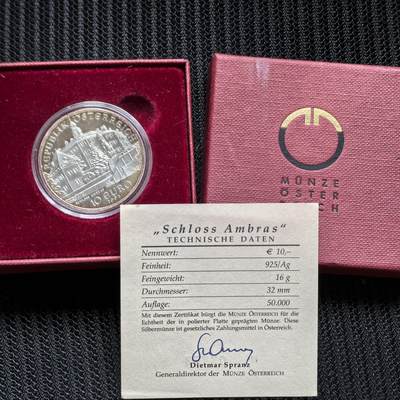 REPUBLIK ÖSTERREICH
10 EURO
MÜNZE
ÖSTER
REICH
„Schloss Ambras“
TECHNISCHE DATEN
Nennwert: € 10,–
Feinheit: 925/Ag
Feingewicht: 16 g
Durchmesser: 32 mm
Auflage: 50.000
Mit diesem Zertifikat bürgt die MÜNZE ÖSTERREICH für die
Echtheit der in polierter Platte geprägten Münze. Diese
Silbermünze ist gesetzliches Zahlungsmittel in Österreich.
Dietmar Spranz
Generaldirektor der MÜNZE ÖSTERREICH